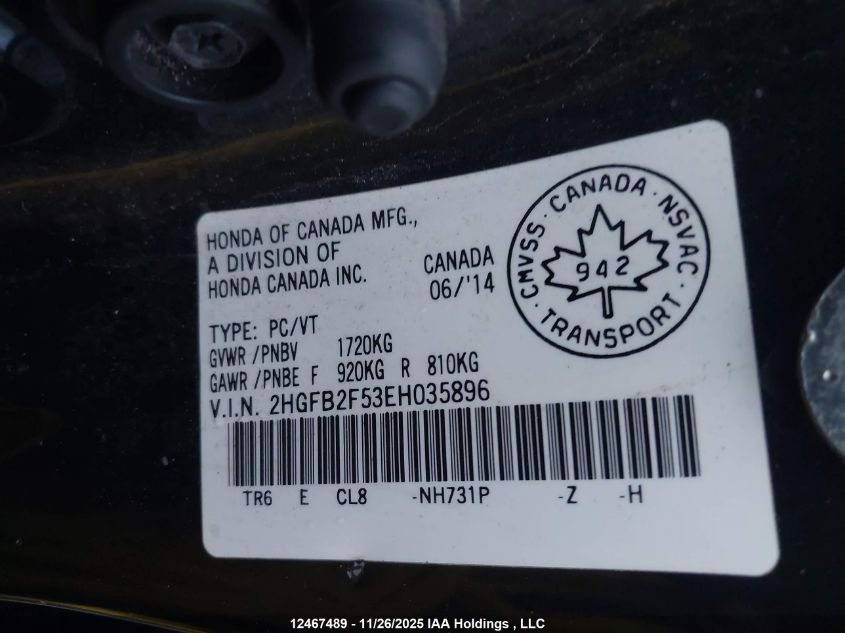 HONDA OF CANADA MFG.,
A DIVISION OF
HONDA CANADA INC.
CANADA
06/'14
CMVSS · CANADA · NSVAC · TRANSPORT ·
942
TYPE: PC/VT
GVWR /PNBV 1720KG
GAWR /PNBE F 920KG R 810KG
V.I.N. 2HGFB2F53EH035896
TR6 E CL8 -NH731P -Z -H
12467489 - 11/26/2025 IAA Holdings , LLC